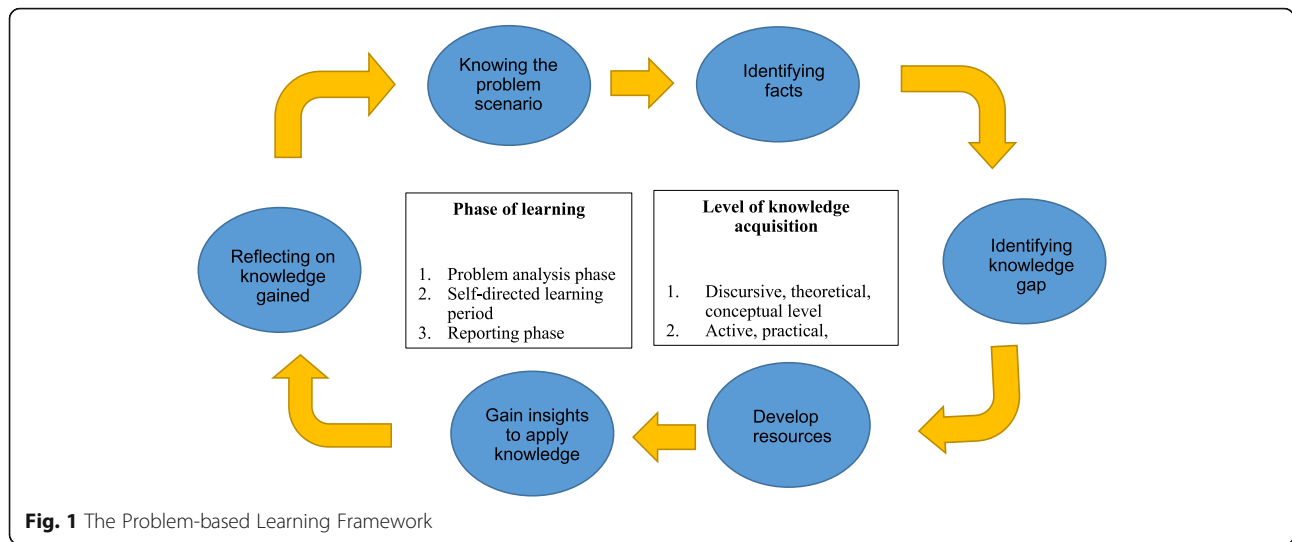 Knowing the
problem
scenario
Identifying
facts
Identifying
knowledge
gap
Develop
resources
Gain insights
to apply
knowledge
Reflecting on
knowledge
gained
Phase of learning
1. Problem analysis phase
2. Self-directed learning
period
3. Reporting phase
Level of knowledge
acquisition
1. Discursive, theoretical,
conceptual level
2. Active, practical,
Fig. 1 The Problem-based Learning Framework